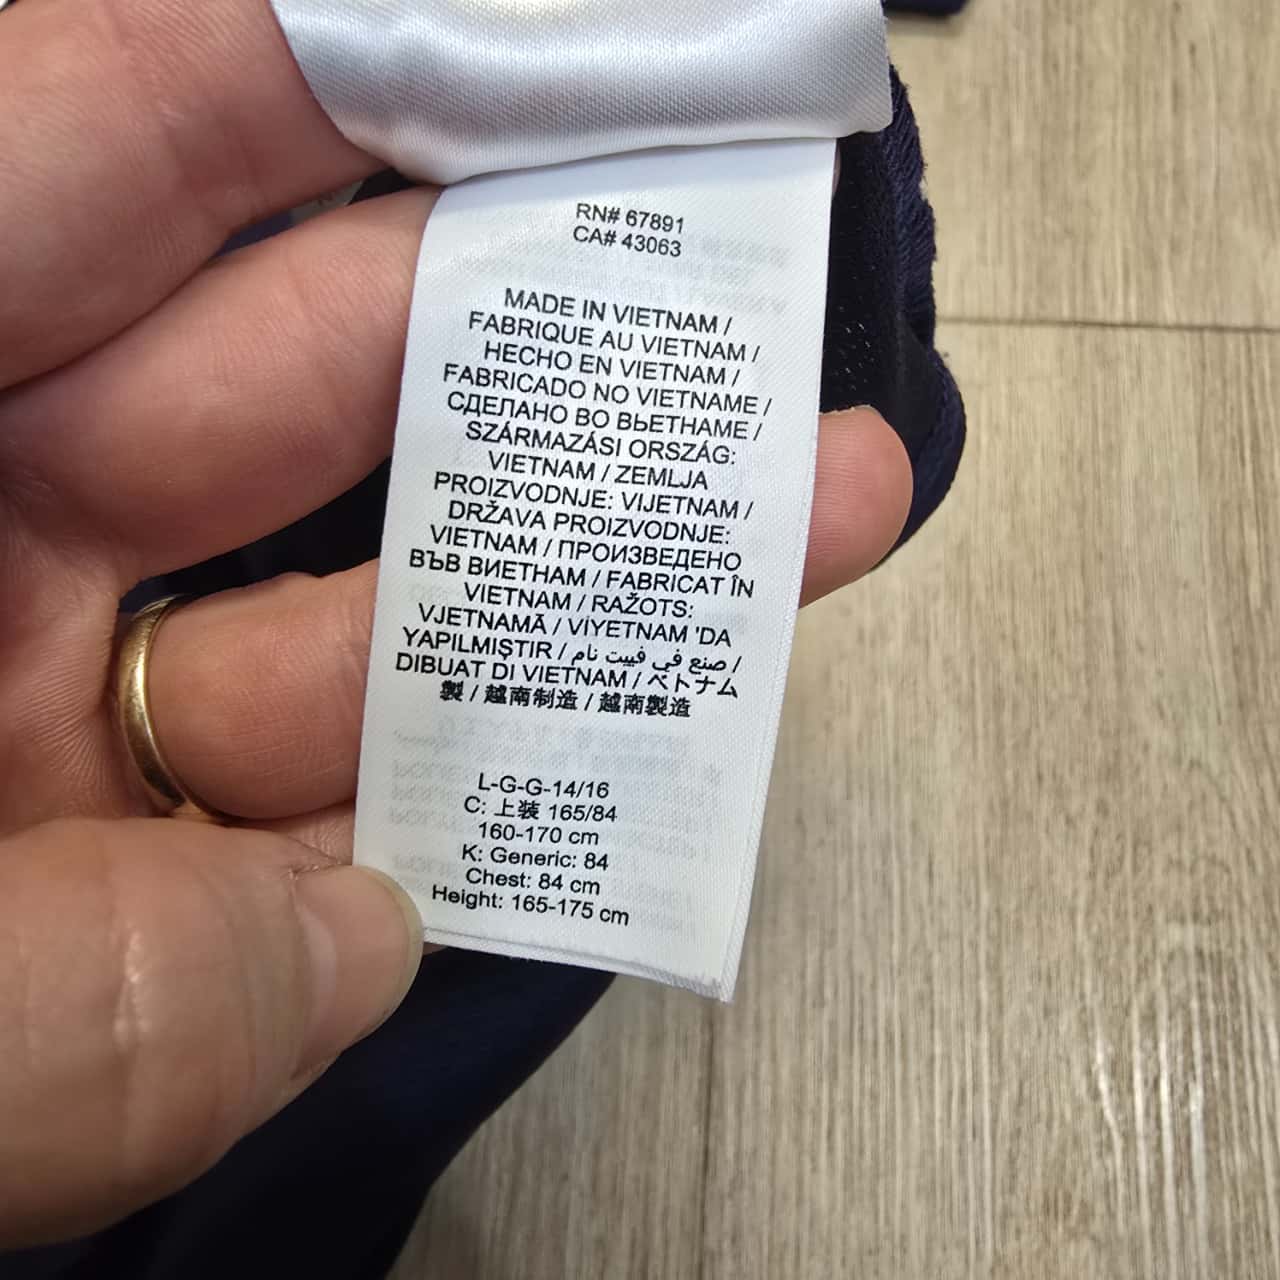 RN# 67891
CA# 43063
MADE IN VIETNAM /
FABRIQUE AU VIETNAM /
HECHO EN VIETNAM /
FABRICADO NO VIETNAME /
СДЕЛАНО ВО ВЬЕТНАМЕ /
SZÁRMAZÁSI ORSZÁG:
VIETNAM / ZEMLJA
PROIZVODNJE: VIJETNAM /
DRŽAVA PROIZVODNJE:
VIETNAM / ПРОИЗВЕДЕНО
ВЪВ ВИЕТНАМ / FABRICAT ÎN
VIETNAM / RAŽOTS:
VJETNAMĀ / VİYETNAM 'DA
YAPILMIŞTIR / صنع في فييت نام /
DIBUAT DI VIETNAM / ベトナム
製 / 越南制造 / 越南製造
L-G-G-14/16
C: 上装 165/84
160-170 cm
K: Generic: 84
Chest: 84 cm
Height: 165-175 cm